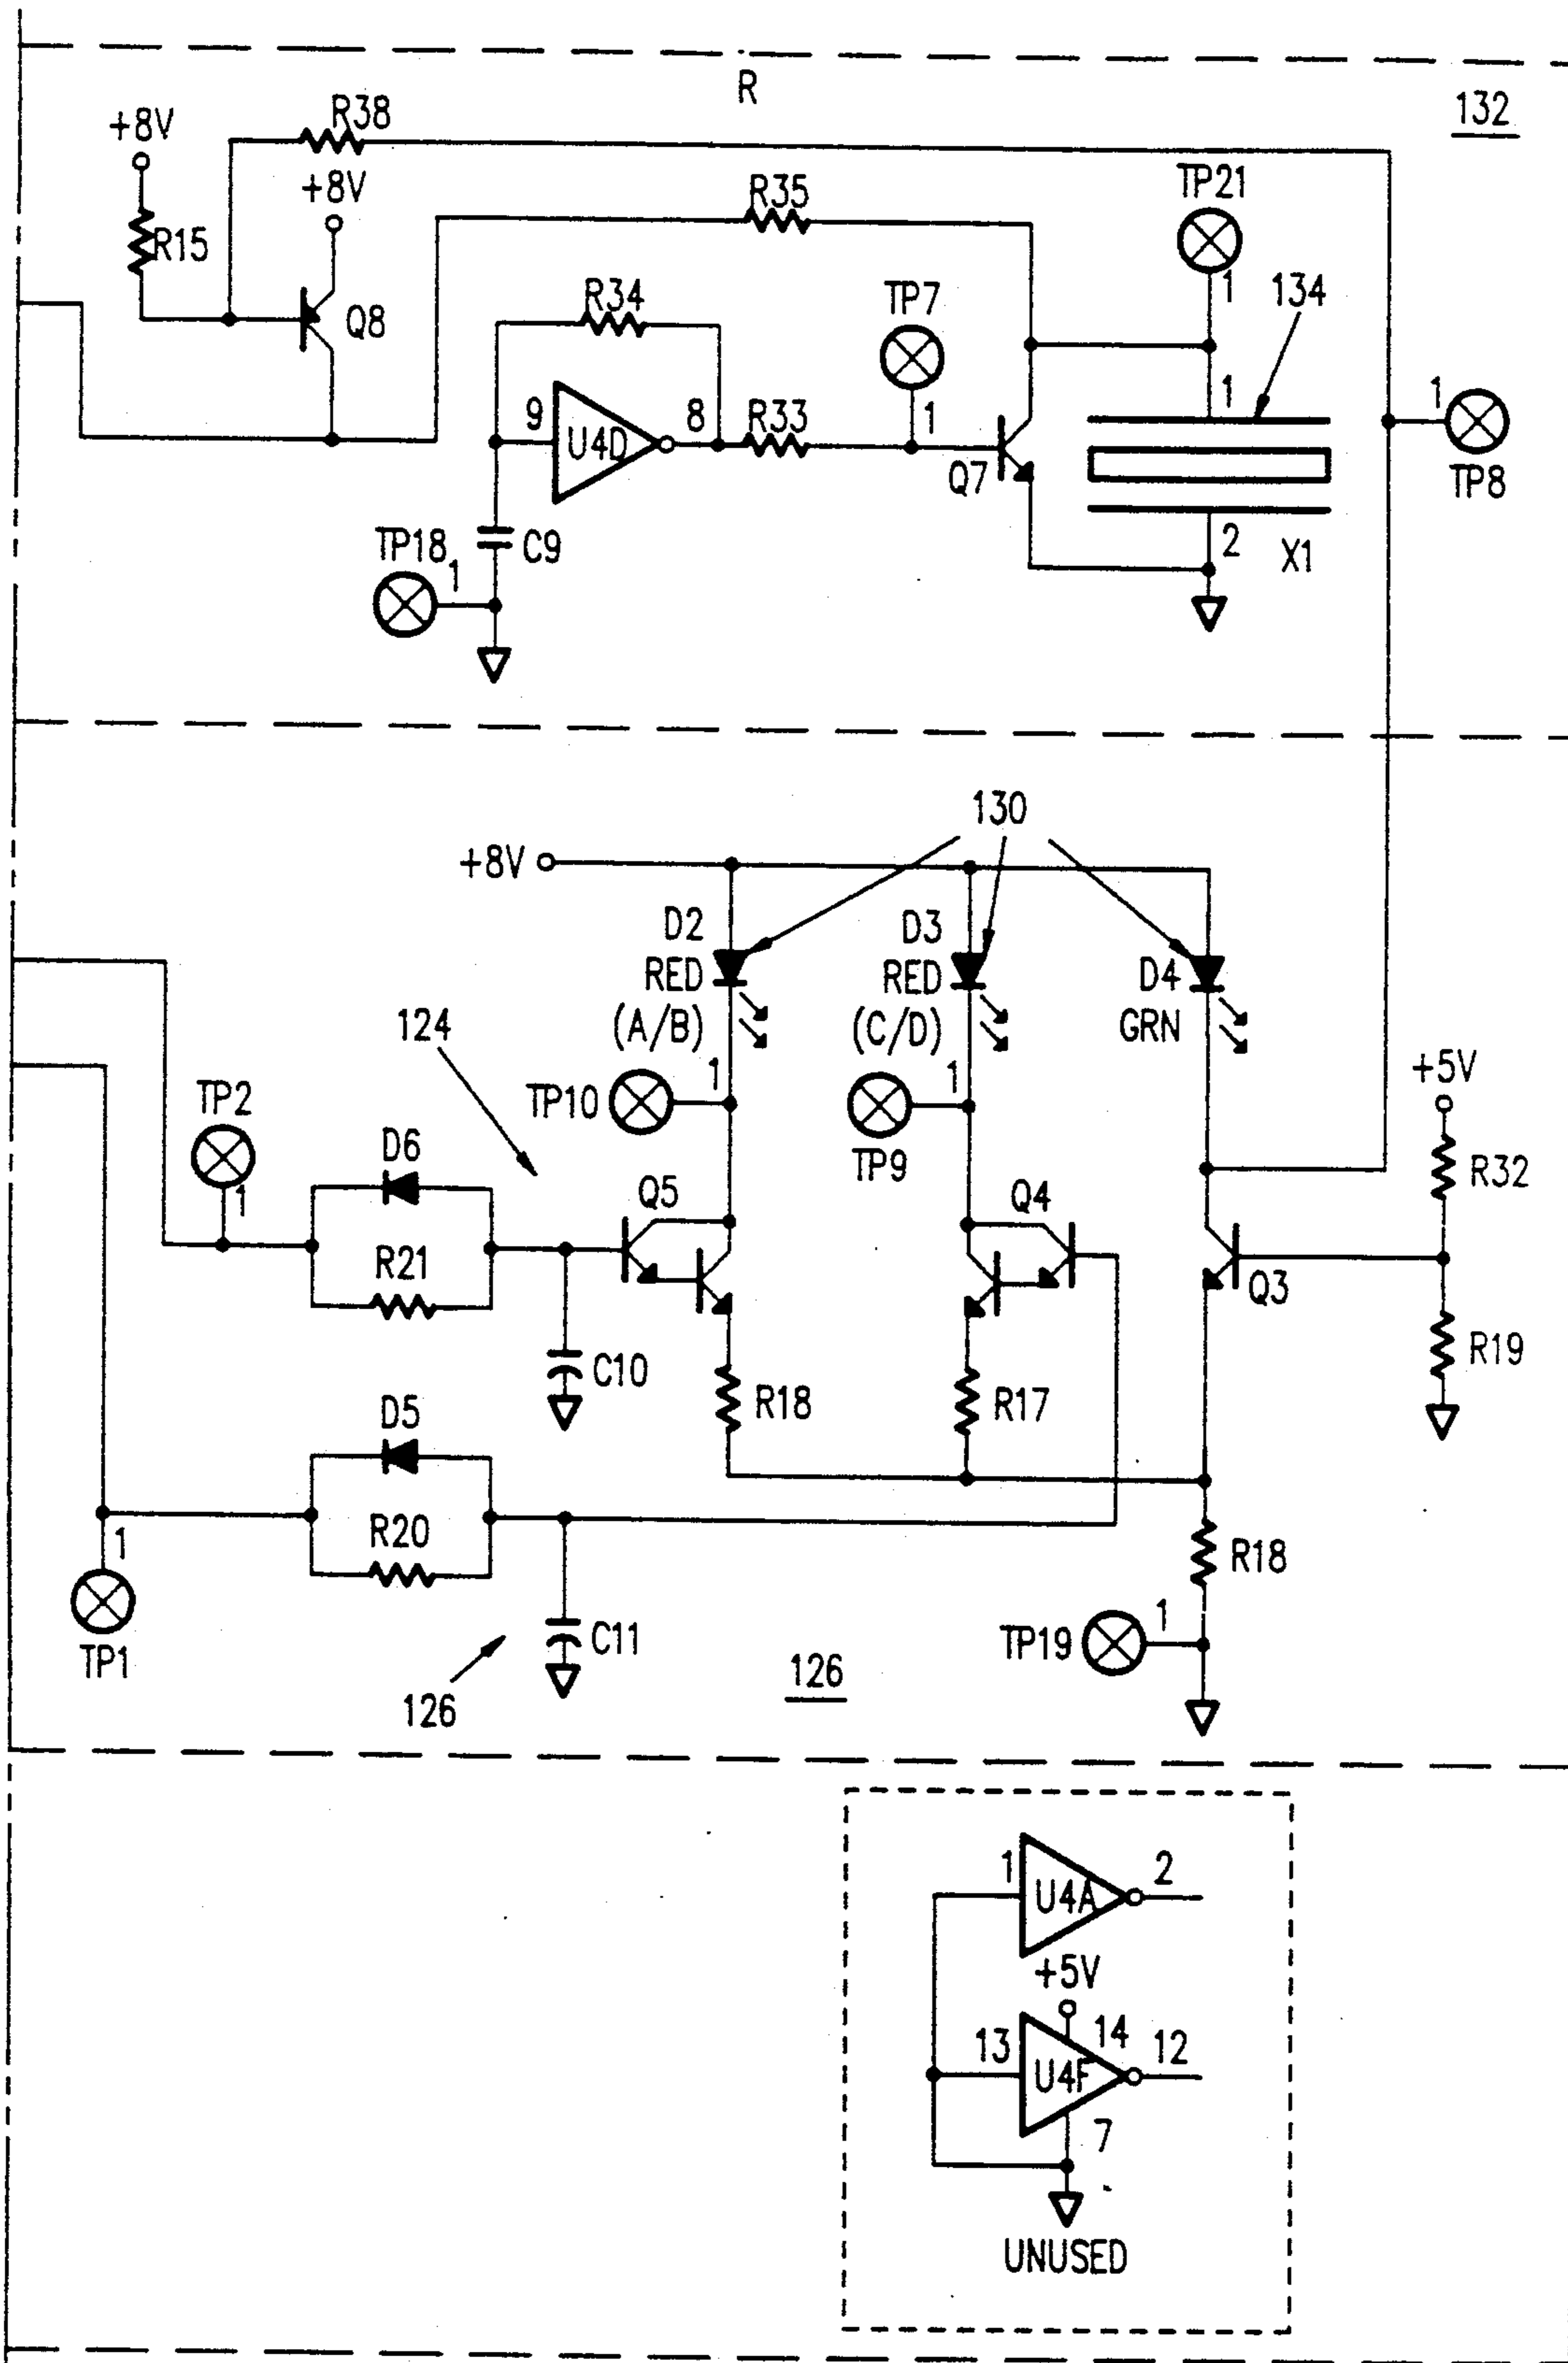 R
132
+8V
R38
+8V
R15
Q8
R35
TP21
1
134
R34
TP7
1
9
U4D
8
R33
Q7
1
1
TP8
TP18
1
C9
2
X1
130
+8V
D2
RED
(A/B)
D3
RED
(C/D)
D4
GRN
124
+5V
TP2
1
TP10
1
TP9
1
D6
Q5
Q4
R32
R21
Q3
C10
R18
R17
R19
D5
R20
1
TP1
R18
C11
TP19
1
126
126
1
U4A
2
+5V
13
U4F
14
12
7
UNUSED